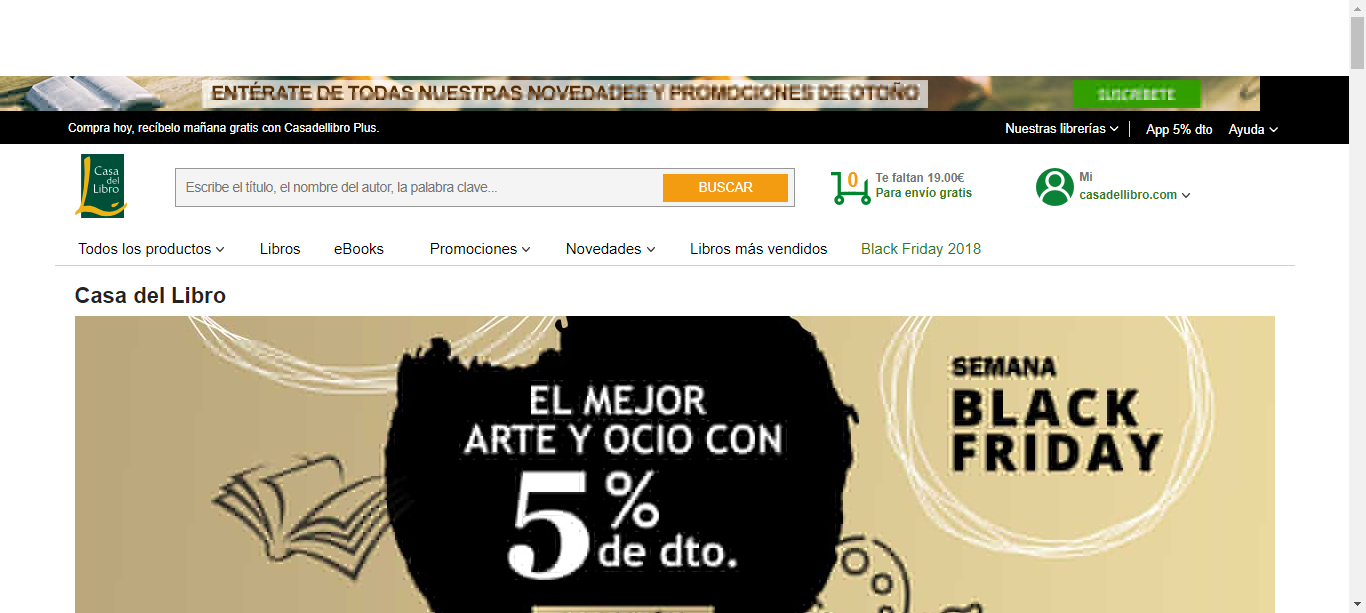 ENTÉRATE DE TODAS NUESTRAS NOVEDADES Y PROMOCIONES DE OTOÑO
SUSCRÍBETE
Compra hoy, recíbelo mañana gratis con Casadellibro Plus.
Nuestras librerías
App 5% dto
Ayuda
Casa
del
Libro
Escribe el título, el nombre del autor, la palabra clave...
BUSCAR
0
Te faltan 19.00€
Para envío gratis
Mi
casadellibro.com
Todos los productos
Libros
eBooks
Promociones
Novedades
Libros más vendidos
Black Friday 2018
Casa del Libro
EL MEJOR
ARTE Y OCIO CON
5%
de dto.
SEMANA
BLACK
FRIDAY